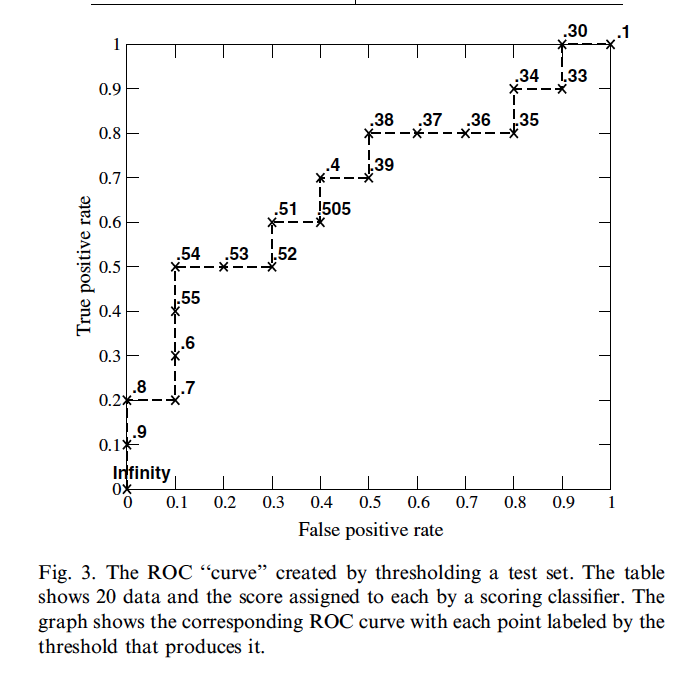 .30 .1
1
.34 .33
0.9
.38 .37 .36 .35
0.8
.4 .39
0.7
.51 .505
0.6
.54 .53 .52
0.5
.55
0.4
.6
0.3
.8 .7
0.2
.9
0.1
Infinity
0
0 0.1 0.2 0.3 0.4 0.5 0.6 0.7 0.8 0.9 1
False positive rate
True positive rate
Fig. 3. The ROC “curve” created by thresholding a test set. The table
shows 20 data and the score assigned to each by a scoring classifier. The
graph shows the corresponding ROC curve with each point labeled by the
threshold that produces it.